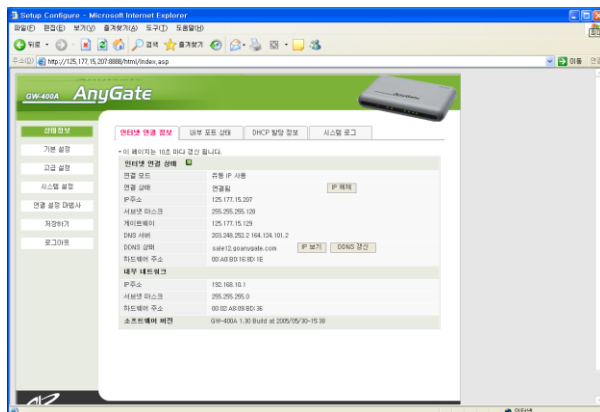 Setup Configure - Microsoft Internet Explorer
파일(F) 편집(E) 보기(V) 즐겨찾기(A) 도구(T) 도움말(H)
뒤로 검색 즐겨찾기
주소(D) http://125.177.15.207:8888/html/index.asp 이동 연결
GW-400A AnyGate
상태 정보
기본 설정
고급 설정
시스템 설정
연결 설정 마법사
저장하기
로그아웃
인터넷 연결 정보 내부 포트 상태 DHCP 할당 정보 시스템 로그
* 이 페이지는 10초 마다 갱신 됩니다.
인터넷 연결 상태
연결 모드 유동 IP 사용
연결 상태 연결됨 IP 해제
IP주소 125.177.15.207
서브넷 마스크 255.255.255.128
게이트웨이 125.177.15.129
DNS 서버 203.248.252.2 164.124.101.2
DDNS 상태 sale12.goanygate.com IP 보기 DDNS 갱신
하드웨어 주소 00:A0:B0:16:8D:1E
내부 네트워크
IP주소 192.168.10.1
서브넷 마스크 255.255.255.0
하드웨어 주소 00:02:A8:09:BD:36
소프트웨어 버전 GW-400A 1.30 Build at 2005/05/30-15:38
인터넷